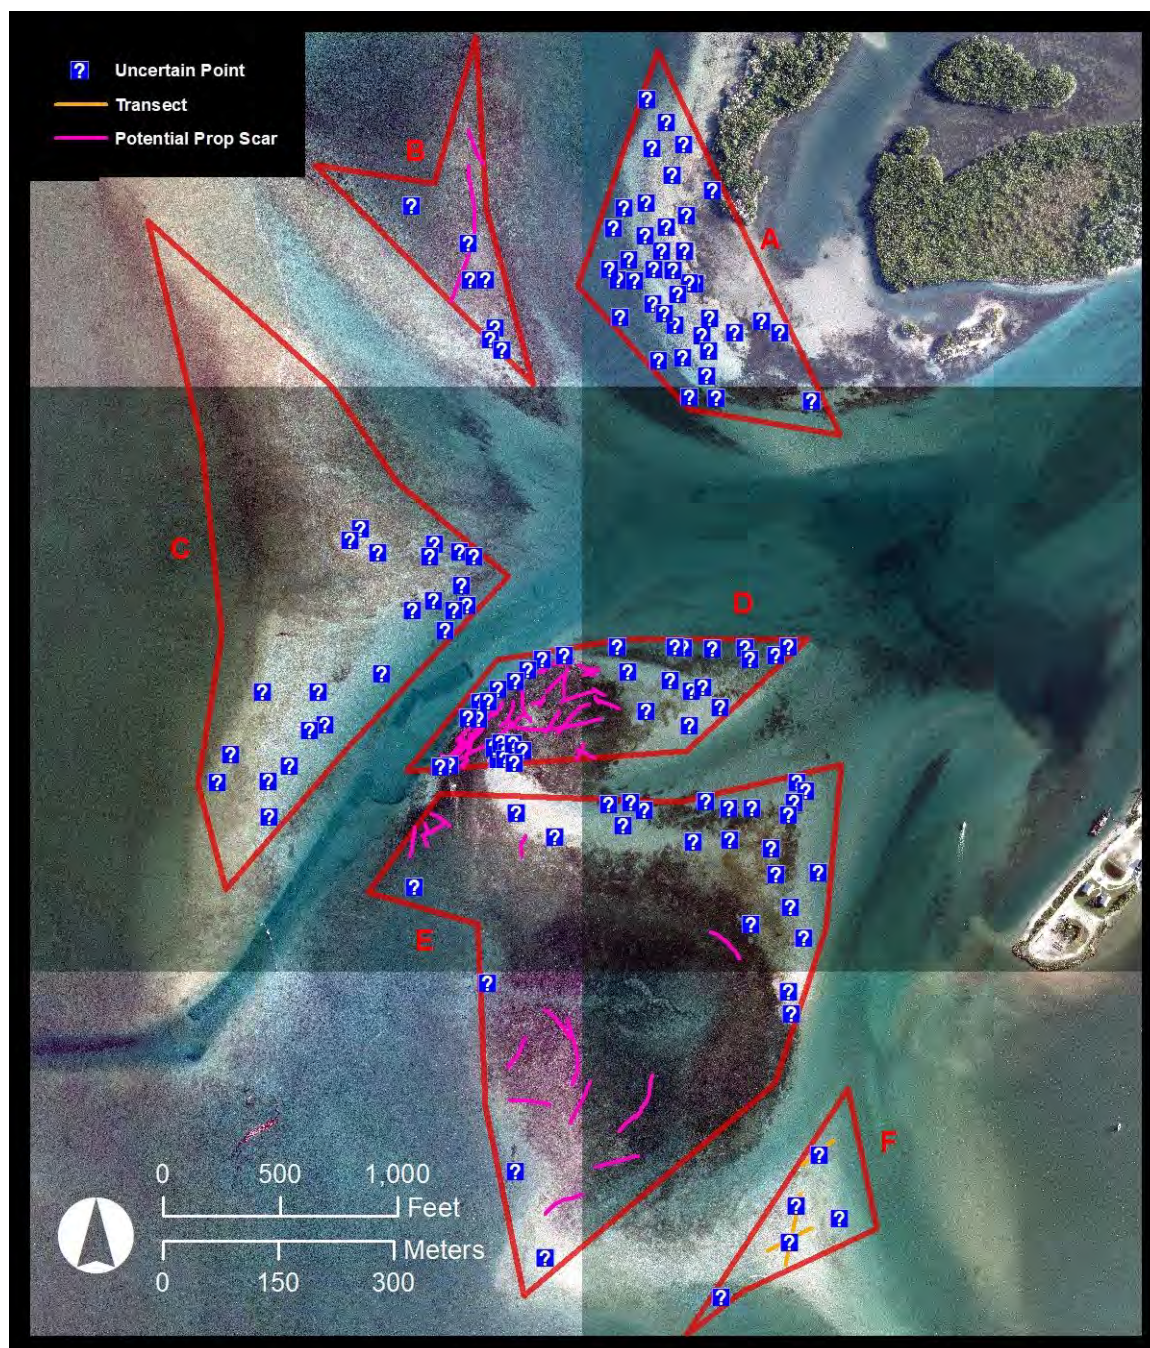 ? Uncertain Point
Transect
Potential Prop Scar
B
A
C
D
E
F
0 500 1,000
Feet
Meters
0 150 300